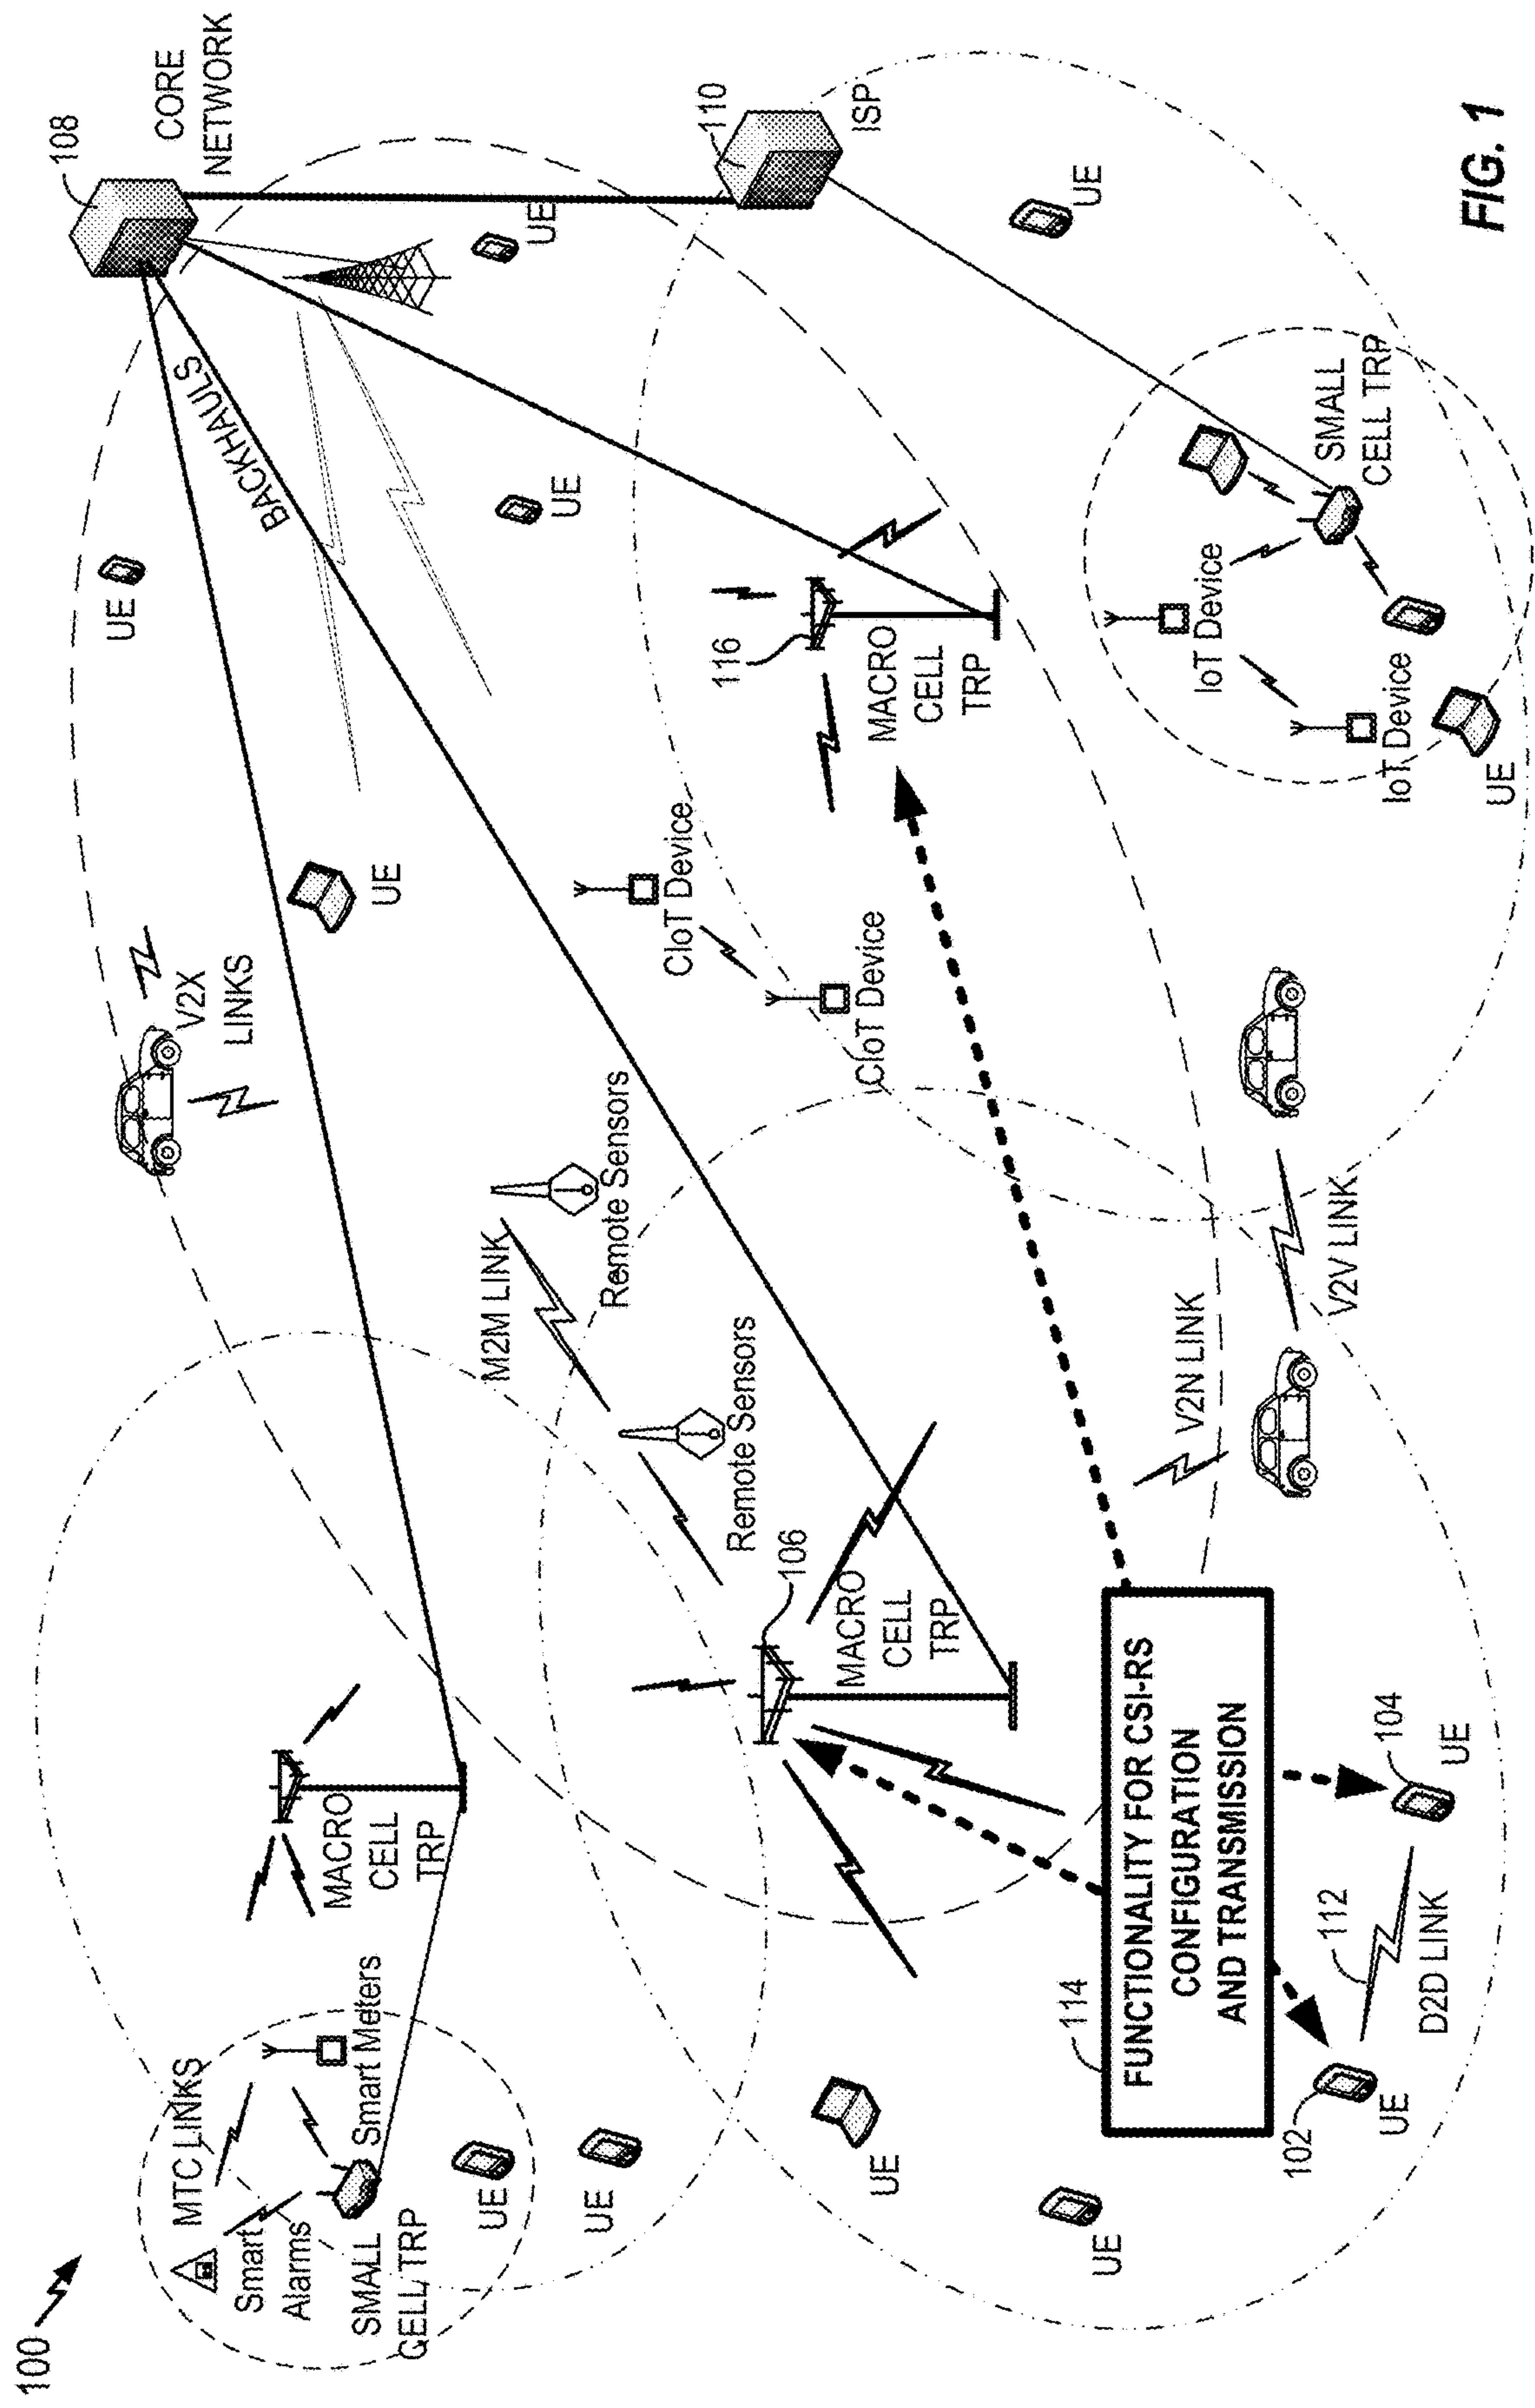 100
MTC LINKS
Smart
Alarms
SMALL
CELL TRP
Smart Meters
UE
UE
MACRO
CELL
TRP
V2X
LINKS
UE
UE
BACKHAULS
108
CORE
NETWORK
UE
UE
M2M LINK
Remote Sensors
Remote Sensors
CIoT Device
CIoT Device
106
MACRO
CELL
TRP
116
MACRO
CELL
TRP
110
ISP
UE
UE
UE
114
FUNCTIONALITY FOR CSI-RS
CONFIGURATION
AND TRANSMISSION
V2N LINK
V2V LINK
102
UE
112
D2D LINK
104
UE
IoT Device
IoT Device
UE
SMALL
CELL TRP
FIG. 1